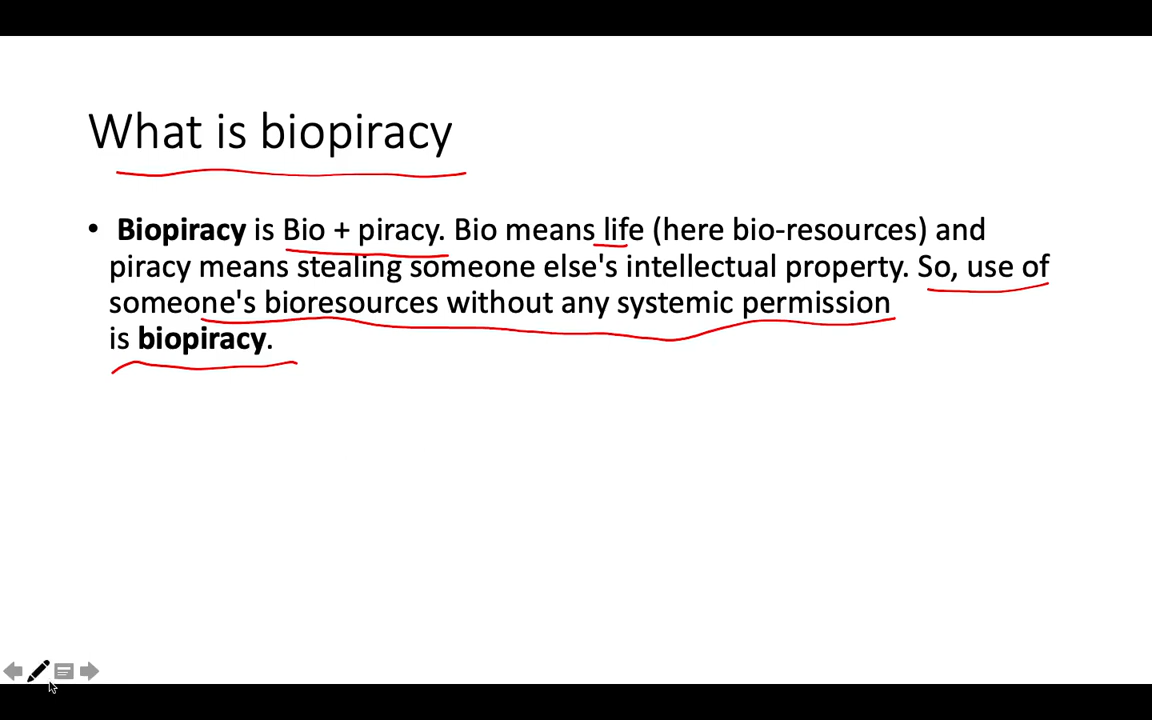 What is biopiracy
• Biopiracy is Bio + piracy. Bio means life (here bio-resources) and
piracy means stealing someone else's intellectual property. So, use of
someone's bioresources without any systemic permission
is biopiracy.